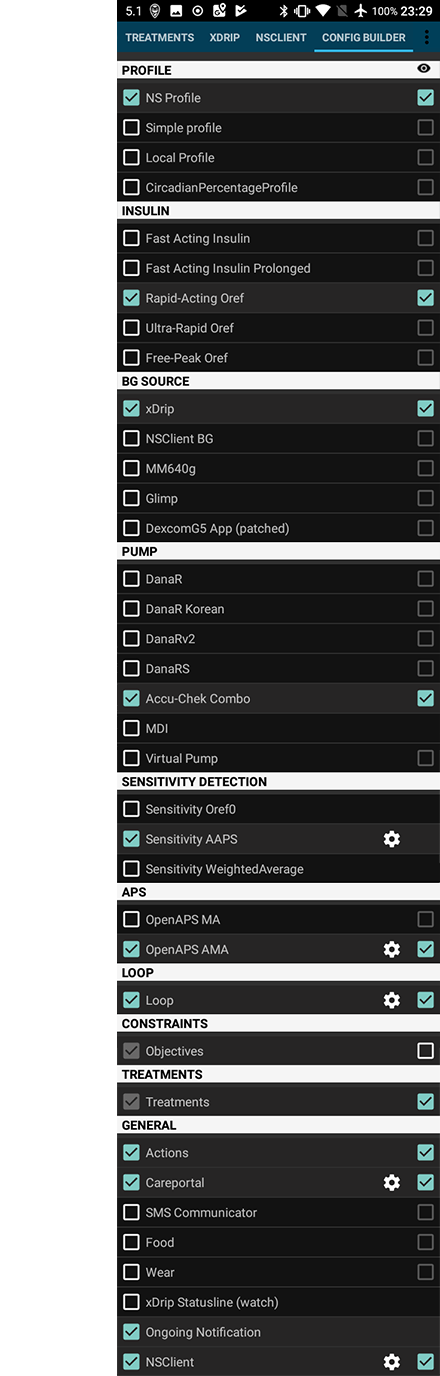 5.1 100% 23:29
TREATMENTS XDRIP NSCLIENT CONFIG BUILDER
PROFILE
NS Profile
Simple profile
Local Profile
CircadianPercentageProfile
INSULIN
Fast Acting Insulin
Fast Acting Insulin Prolonged
Rapid-Acting Oref
Ultra-Rapid Oref
Free-Peak Oref
BG SOURCE
xDrip
NSClient BG
MM640g
Glimp
DexcomG5 App (patched)
PUMP
DanaR
DanaR Korean
DanaRv2
DanaRS
Accu-Chek Combo
MDI
Virtual Pump
SENSITIVITY DETECTION
Sensitivity Oref0
Sensitivity AAPS
Sensitivity WeightedAverage
APS
OpenAPS MA
OpenAPS AMA
LOOP
Loop
CONSTRAINTS
Objectives
TREATMENTS
Treatments
GENERAL
Actions
Careportal
SMS Communicator
Food
Wear
xDrip Statusline (watch)
Ongoing Notification
NSClient